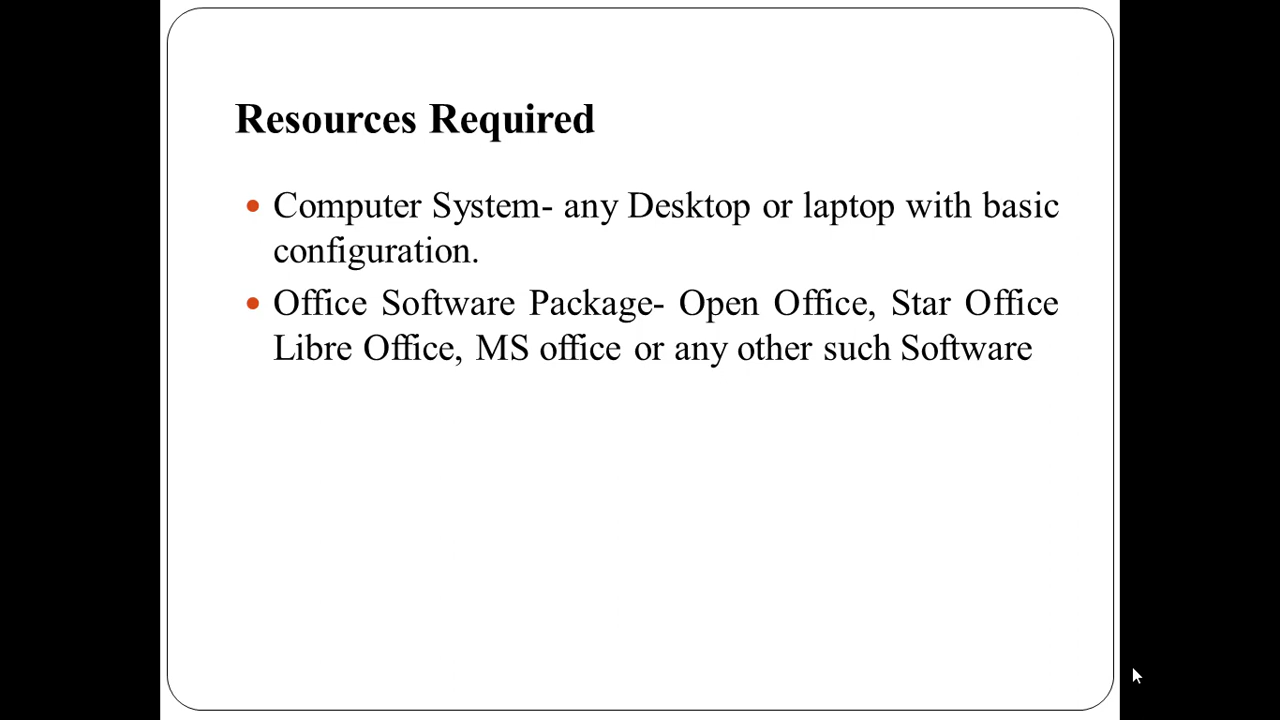 Resources Required
Computer System- any Desktop or laptop with basic
configuration.
Office Software Package- Open Office, Star Office
Libre Office, MS office or any other such Software